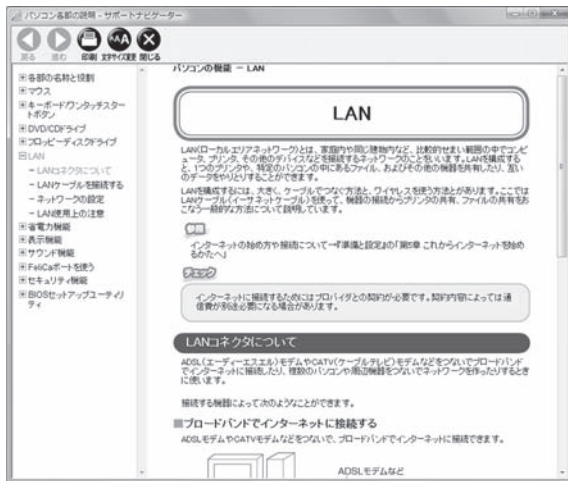 パソコン各部の説明 - サポートナビゲーター
戻る 進む 印刷 文字サイズ変更 閉じる
各部の名称と役割
マウス
キーボード/ワンタッチスター
トボタン
DVD/CDドライブ
フロッピーディスクドライブ
LAN
- LANコネクタについて
- LANケーブルを接続する
- ネットワークの設定
- LAN使用上の注意
省電力機能
表示機能
サウンド機能
FeliCaポートを使う
セキュリティ機能
BIOSセットアップユーティリ
ティ
パソコンの機能 － LAN
LAN
LAN(ローカルエリアネットワーク)とは、家庭内や同じ建物内など、比較的せまい範囲の中でコンピ
ュータ、プリンタ、その他のデバイスなどを接続するネットワークのことをいいます。LANを構成する
と、1つのプリンタや、特定のパソコンの中にあるファイル、およびその他の機器を共有したり、互い
のデータをやりとりすることができます。
LANを構成するには、大きく、ケーブルでつなぐ方法と、ワイヤレスを使う方法とがあります。ここでは
LANケーブル(イーサネットケーブル)を使って、機器の接続からプリンタの共有、ファイルの共有をお
こなう一般的な方法について説明しています。
インターネットの始め方や接続について→『準備と設定』の「第5章 これからインターネットを始め
るかたへ」
チェック
インターネットに接続するためにはプロバイダとの契約が必要です。契約内容によっては通
信費が別途必要になる場合があります。
LANコネクタについて
ADSL(エーディーエスエル)モデムやCATV(ケーブルテレビ)モデムなどをつないでブロードバンド
でインターネットに接続したり、複数のパソコンや周辺機器をつないでネットワークを作ったりするとき
に使います。
接続する機器によって次のようなことができます。
■ブロードバンドでインターネットに接続する
ADSLモデムやCATVモデムなどをつないで、ブロードバンドでインターネットに接続できます。
ADSLモデムなど